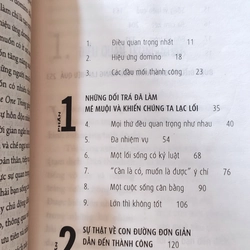 1. Điều quan trọng nhất 11
2. Hiệu ứng domino 18
3. Các đầu mối thành công 23
PHẦN 1
NHỮNG DỐI TRÁ ĐÃ LÀM
MÊ MUỘI VÀ KHIẾN CHÚNG TA LẠC LỐI 35
4. Mọi thứ đều quan trọng như nhau 40
5. Đa nhiệm vụ 54
6. Một lối sống có kỷ luật 68
7. "Cần là có, muốn là được" ý chí 76
8. Một cuộc sống cân bằng 90
9. Lớn thì không tốt 106
PHẦN 2
SỰ THẬT VỀ CON ĐƯỜNG ĐƠN GIẢN
DẪN ĐẾN THÀNH CÔNG 120